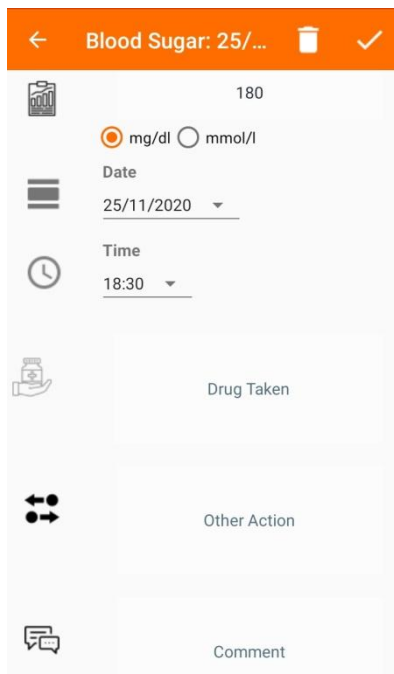 Blood Sugar: 25/...
180
mg/dl mmol/l
Date
25/11/2020
Time
18:30
Drug Taken
Other Action
Comment